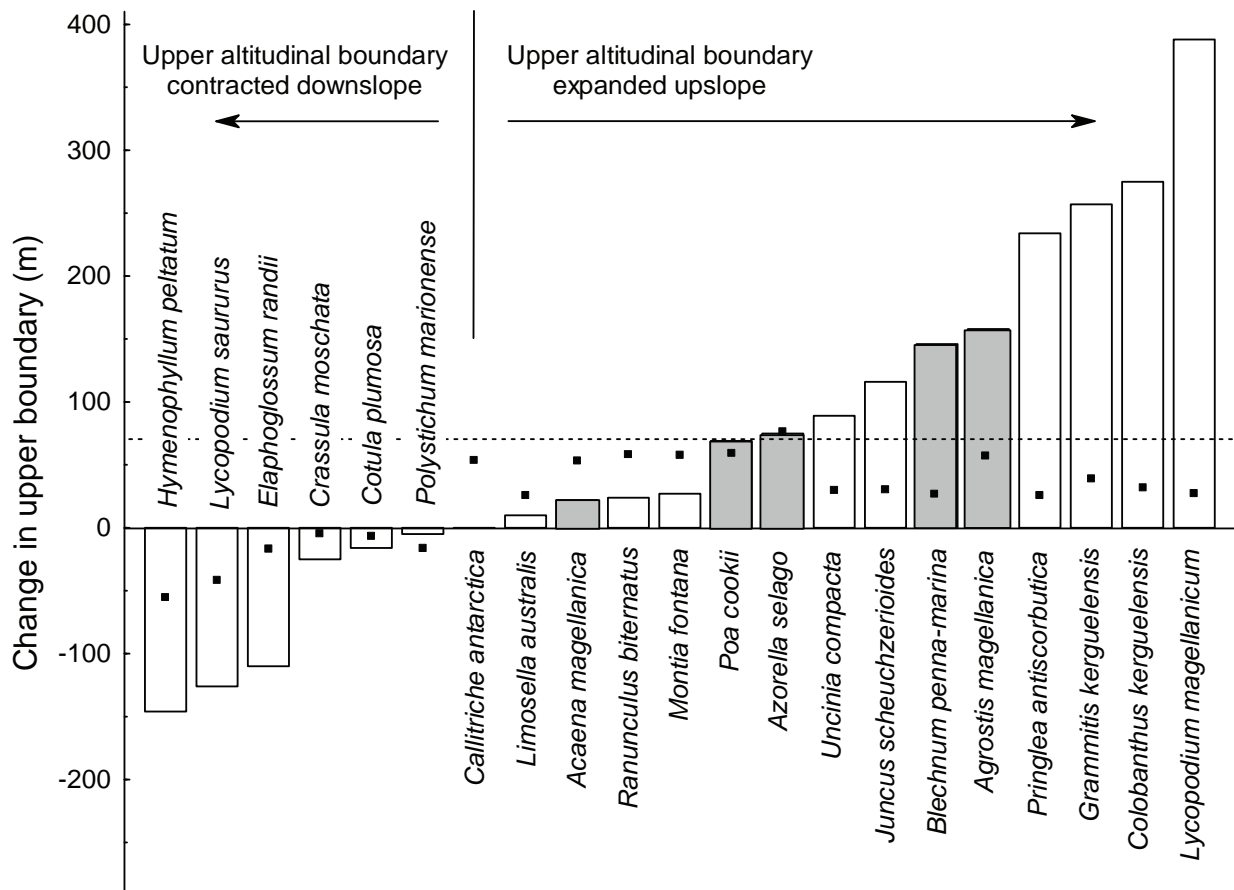 400
300
200
100
0
-100
-200
Change in upper boundary (m)
Upper altitudinal boundary
contracted downslope
Upper altitudinal boundary
expanded upslope
Hymenophyllum peltatum
Lycopodium saururus
Elaphoglossum randii
Crassula moschata
Cotula plumosa
Polystichum marionense
Callitriche antarctica
Limosella australis
Acaena magellanica
Ranunculus biternatus
Montia fontana
Poa cookii
Azorella selago
Uncinia compacta
Juncus scheuchzerioides
Blechnum penna-marina
Agrostis magellanica
Pringlea antiscorbutica
Grammitis kerguelensis
Colobanthus kerguelensis
Lycopodium magellanicum